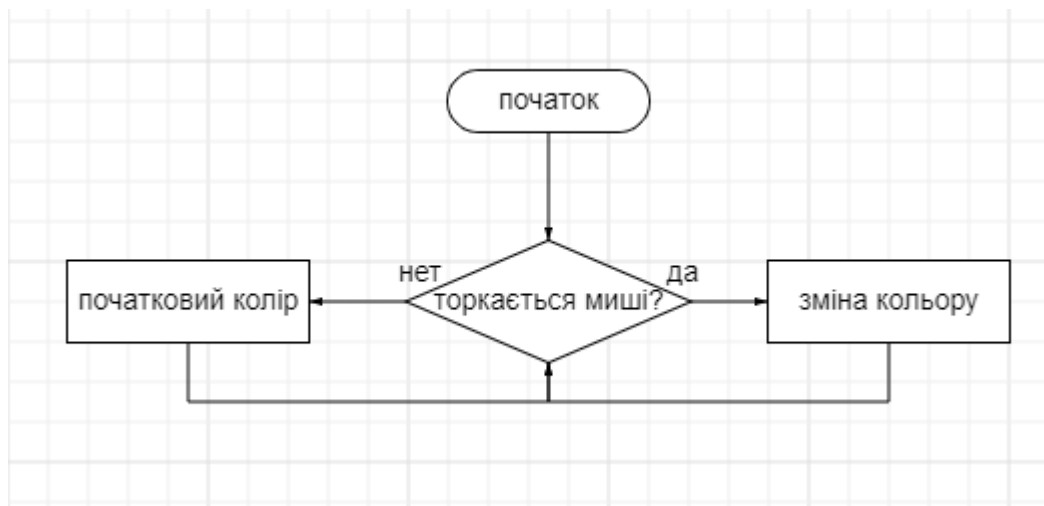 початок
нет
да
початковий колір
торкається миші?
зміна кольору